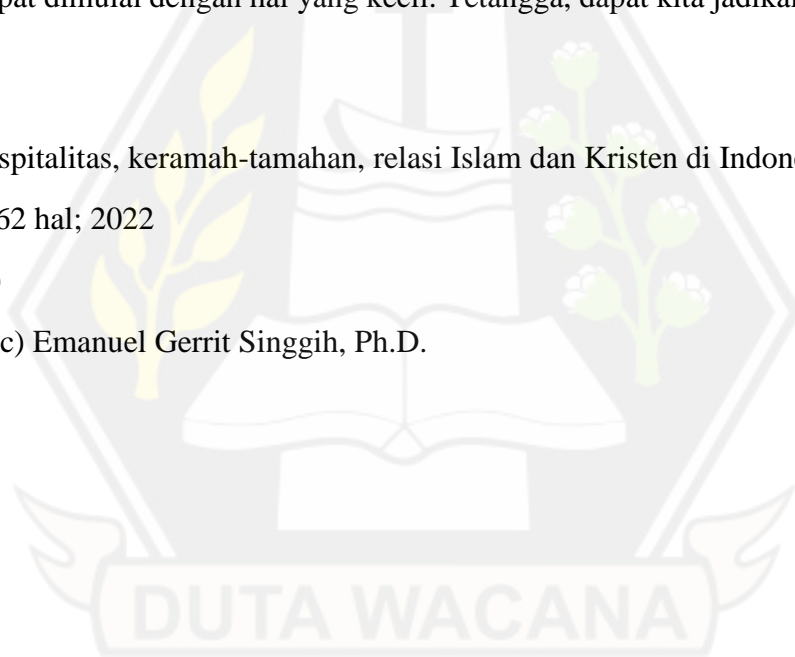 dapat dimulai dengan hal yang kecil. Tetangga, dapat kita jadikan
spitalitas, keramah-tamahan, relasi Islam dan Kristen di Indone
62 hal; 2022
)
c) Emanuel Gerrit Singgih, Ph.D.
DUTA WACANA